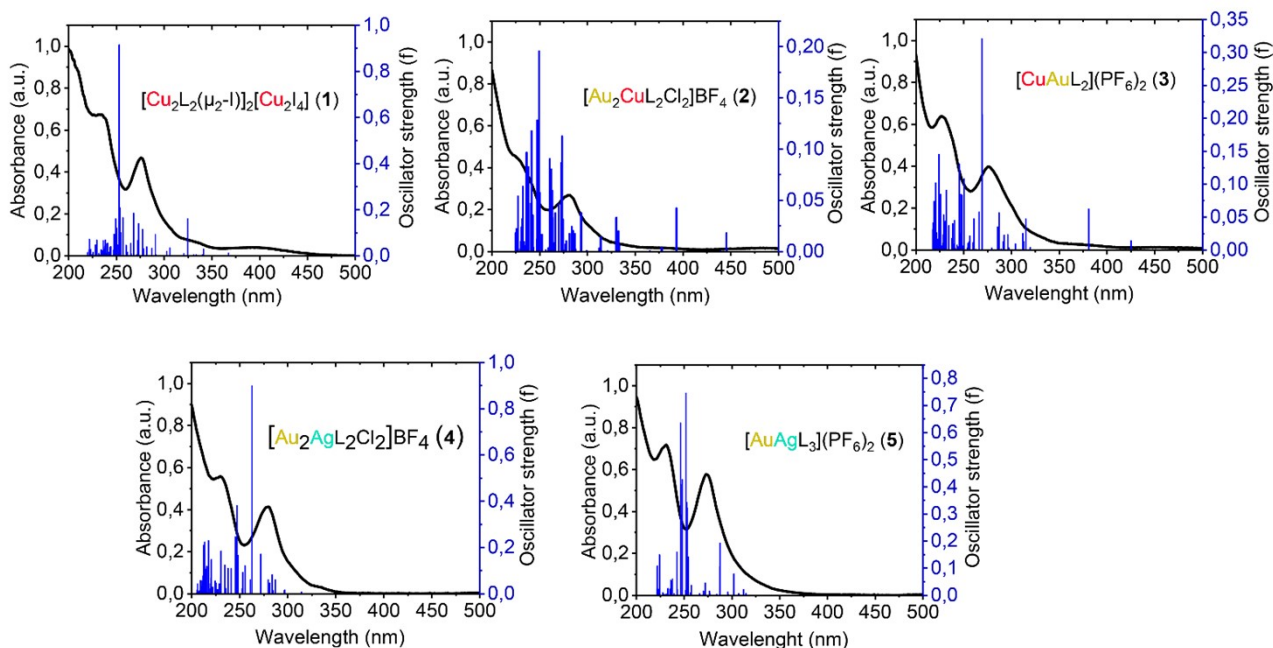 Absorbance (a.u.)
1,0
0,8
0,6
0,4
0,2
0,0
[Cu₂L₂(μ₂-I)]₂[Cu₂I₄] (1)
1,0
0,8
0,6
0,4
0,2
0,0
Oscillator strength (f)
200 250 300 350 400 450 500
Wavelength (nm)
Absorbance (a.u.)
1,0
0,8
0,6
0,4
0,2
0,0
[Au₂CuL₂Cl₂]BF₄ (2)
0,20
0,15
0,10
0,05
0,00
Oscillator strength (f)
200 250 300 350 400 450 500
Wavelength (nm)
Absorbance (a.u.)
1,0
0,8
0,6
0,4
0,2
0,0
[CuAuL₂](PF₆)₂ (3)
0,35
0,30
0,25
0,20
0,15
0,10
0,05
0,00
Oscillator strength (f)
200 250 300 350 400 450 500
Wavelenght (nm)
Absorbance (a.u.)
1,0
0,8
0,6
0,4
0,2
0,0
[Au₂AgL₂Cl₂]BF₄ (4)
1,0
0,8
0,6
0,4
0,2
0,0
Oscillator strength (f)
200 250 300 350 400 450 500
Wavelength (nm)
Absorbance (a.u.)
1,0
0,8
0,6
0,4
0,2
0,0
[AuAgL₃](PF₆)₂ (5)
0,8
0,7
0,6
0,5
0,4
0,3
0,2
0,1
0,0
Oscillator strength (f)
200 250 300 350 400 450 500
Wavelenght (nm)